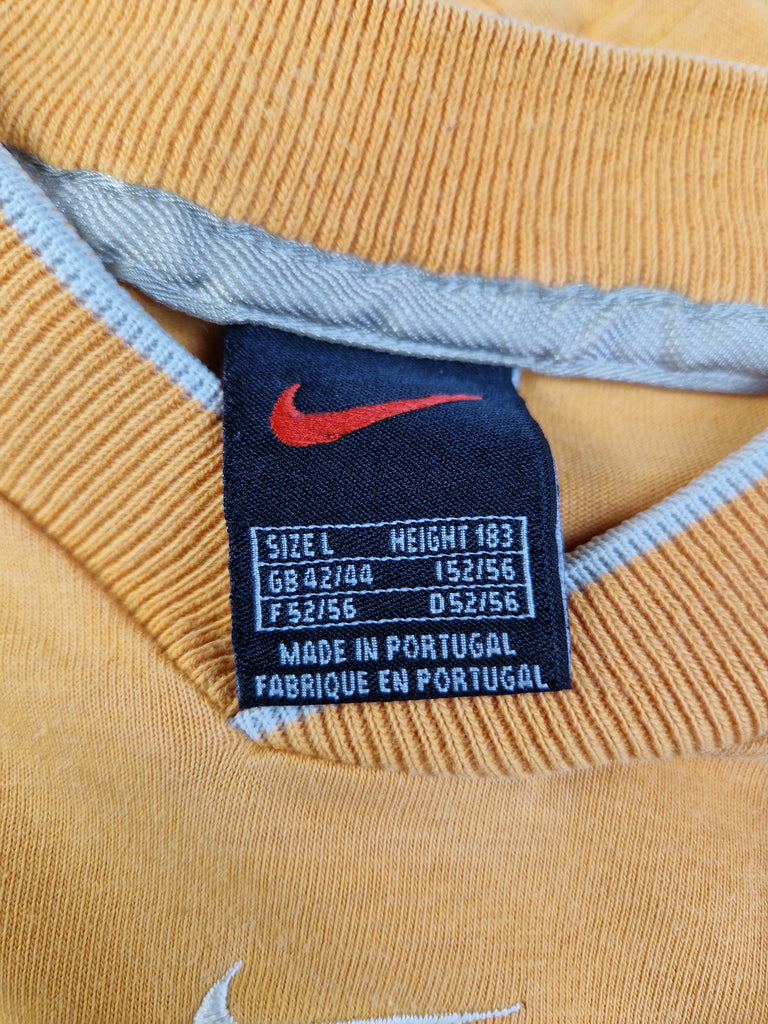 SIZE L HEIGHT 183
GB 42/44 I 52/56
F 52/56 D 52/56
MADE IN PORTUGAL
FABRIQUE EN PORTUGAL